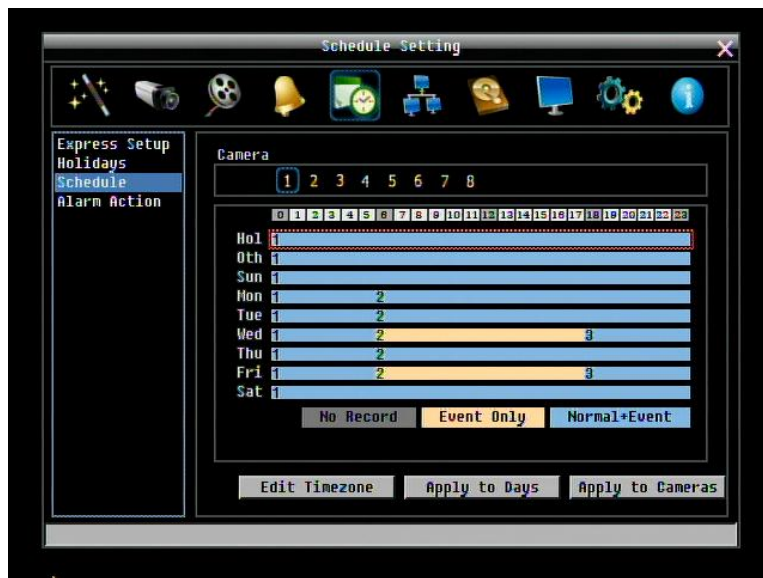 Schedule Setting
X
Express Setup
Holidays
Schedule
Alarm Action
Camera
1 2 3 4 5 6 7 8
0 1 2 3 4 5 6 7 8 9 10 11 12 13 14 15 16 17 18 19 20 21 22 23
Hol 1
Oth 1
Sun 1
Mon 1 2
Tue 1 2
Wed 1 2 3
Thu 1 2
Fri 1 2 3
Sat 1
No Record Event Only Normal+Event
Edit Timezone Apply to Days Apply to Cameras